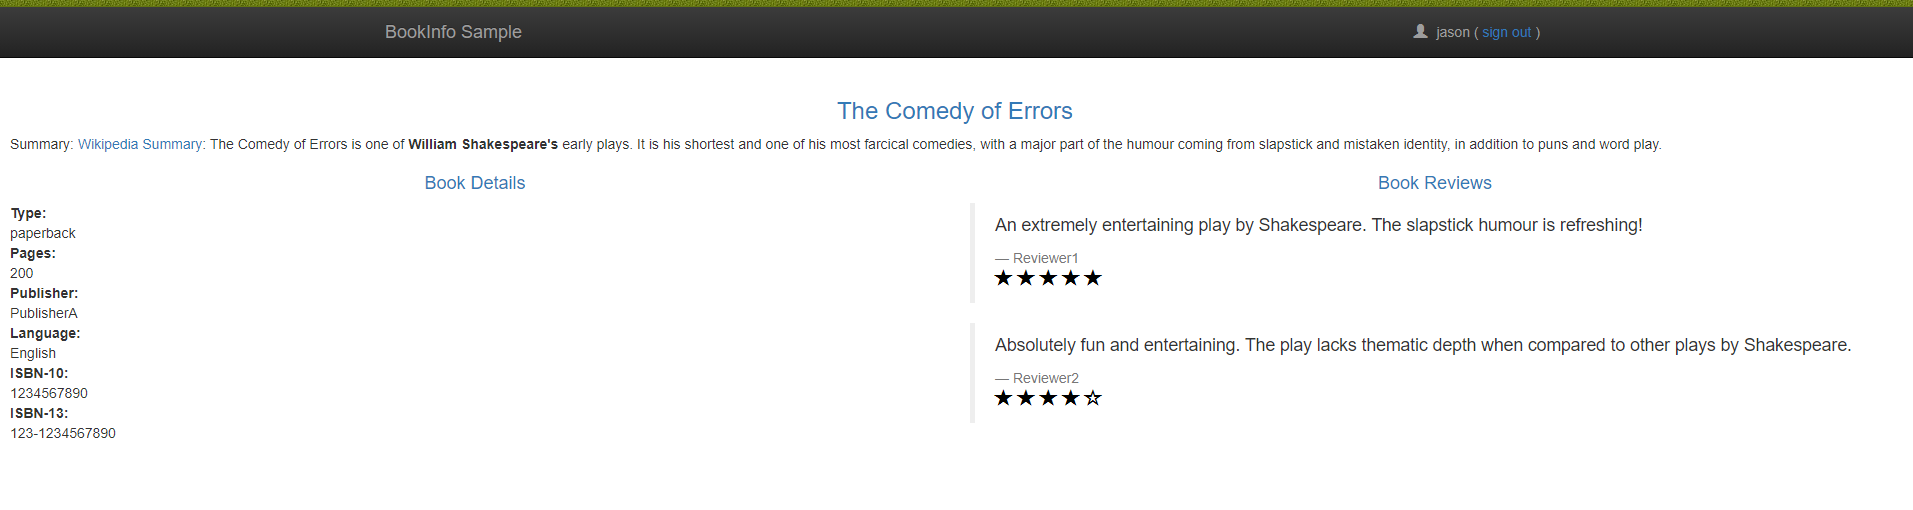 BookInfo Sample
jason ( sign out )
The Comedy of Errors
Summary: Wikipedia Summary: The Comedy of Errors is one of William Shakespeare's early plays. It is his shortest and one of his most farcical comedies, with a major part of the humour coming from slapstick and mistaken identity, in addition to puns and word play.
Book Details
Type:
paperback
Pages:
200
Publisher:
PublisherA
Language:
English
ISBN-10:
1234567890
ISBN-13:
123-1234567890
Book Reviews
An extremely entertaining play by Shakespeare. The slapstick humour is refreshing!
— Reviewer1
★★★★★
Absolutely fun and entertaining. The play lacks thematic depth when compared to other plays by Shakespeare.
— Reviewer2
★★★★☆